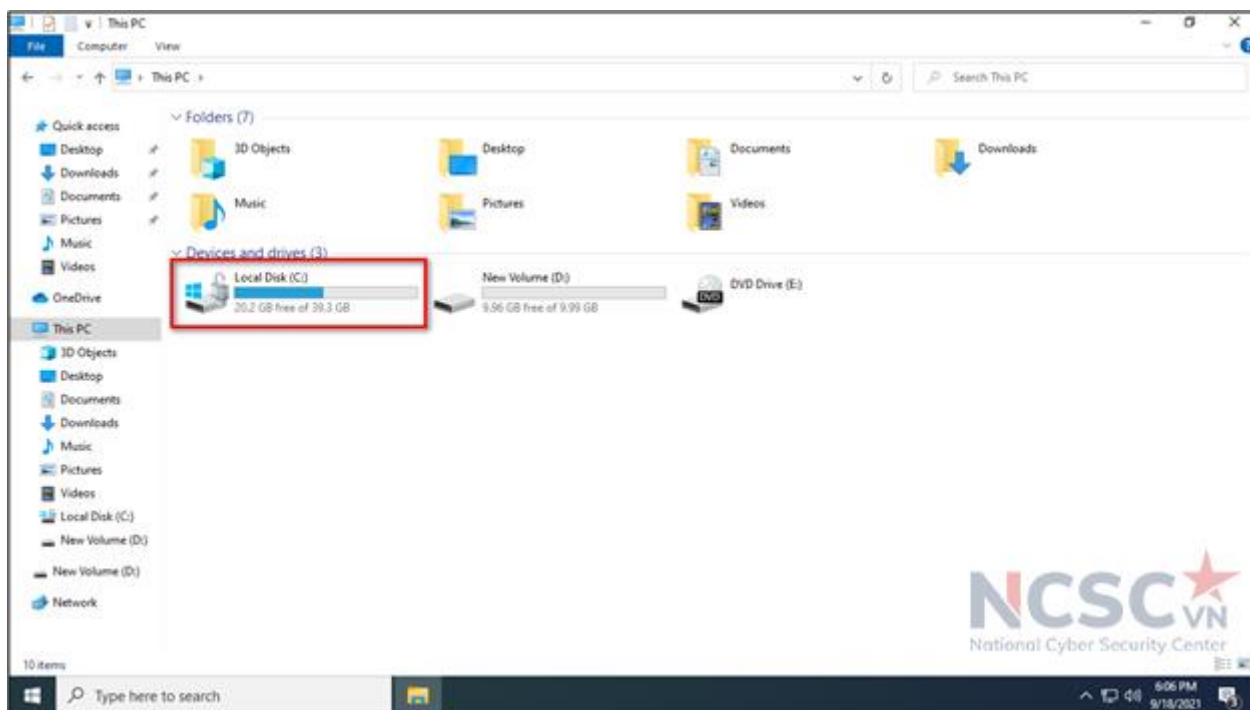 This PC
File Computer View
This PC
Search This PC
Quick access
Desktop
Downloads
Documents
Pictures
Music
Videos
OneDrive
This PC
3D Objects
Desktop
Documents
Downloads
Music
Pictures
Videos
Local Disk (C:)
New Volume (D:)
New Volume (D:)
Network
Folders (7)
3D Objects Desktop Documents Downloads
Music Pictures Videos
Devices and drives (3)
Local Disk (C:) New Volume (D:) DVD Drive (E:)
20.2 GB free of 39.3 GB 9.96 GB free of 9.99 GB
DVD
NCSC VN
National Cyber Security Center
10 items
Type here to search
6:06 PM
9/18/2021
3